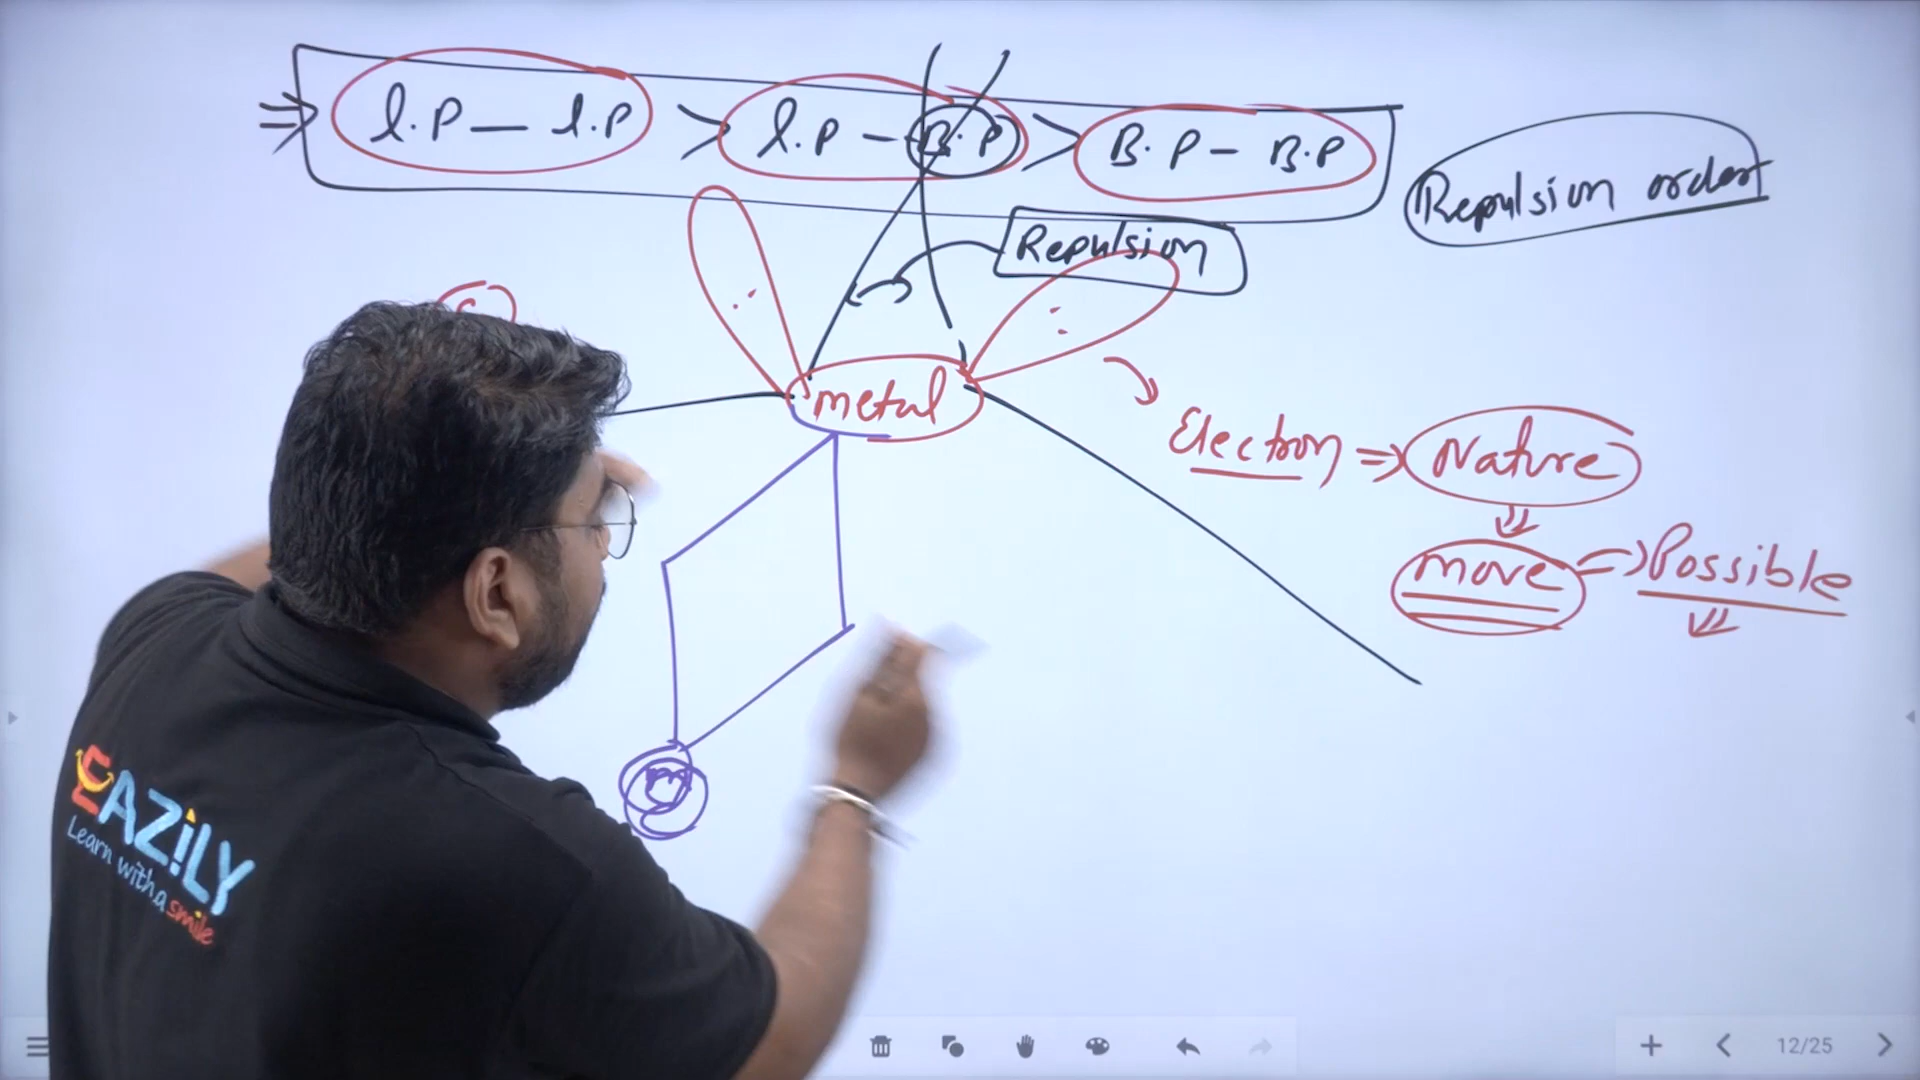 ⇒ l.P — l.P > l.P — B.P > B.P — B.P
Repulsion order
Repulsion
metal
Electron ⇒ Nature
move ⇒ Possible
m
EAZILY
Learn with a smile
12/25